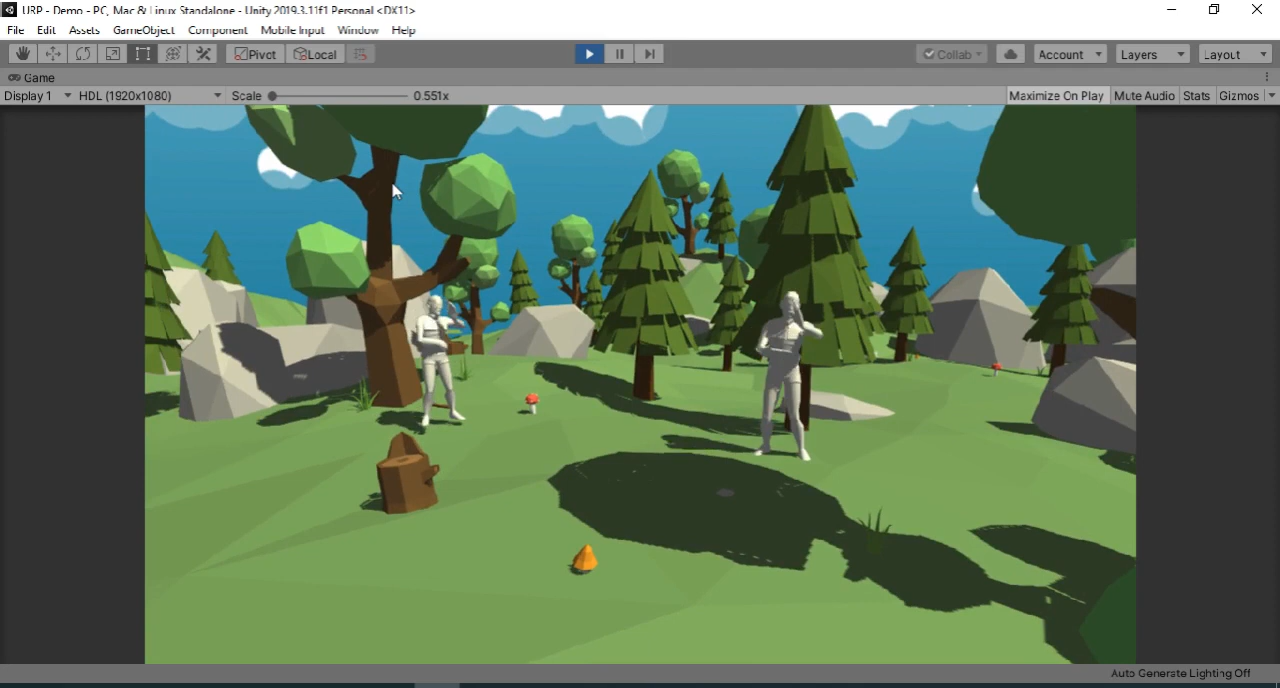 URP - Demo - PC, Mac & Linux Standalone - Unity 2019.3.11f1 Personal <DX11>
File Edit Assets GameObject Component Mobile Input Window Help
Pivot Local Collab Account Layers Layout
Game
Display 1 HDL (1920x1080) Scale 0.551x Maximize On Play Mute Audio Stats Gizmos
Auto Generate Lighting Off